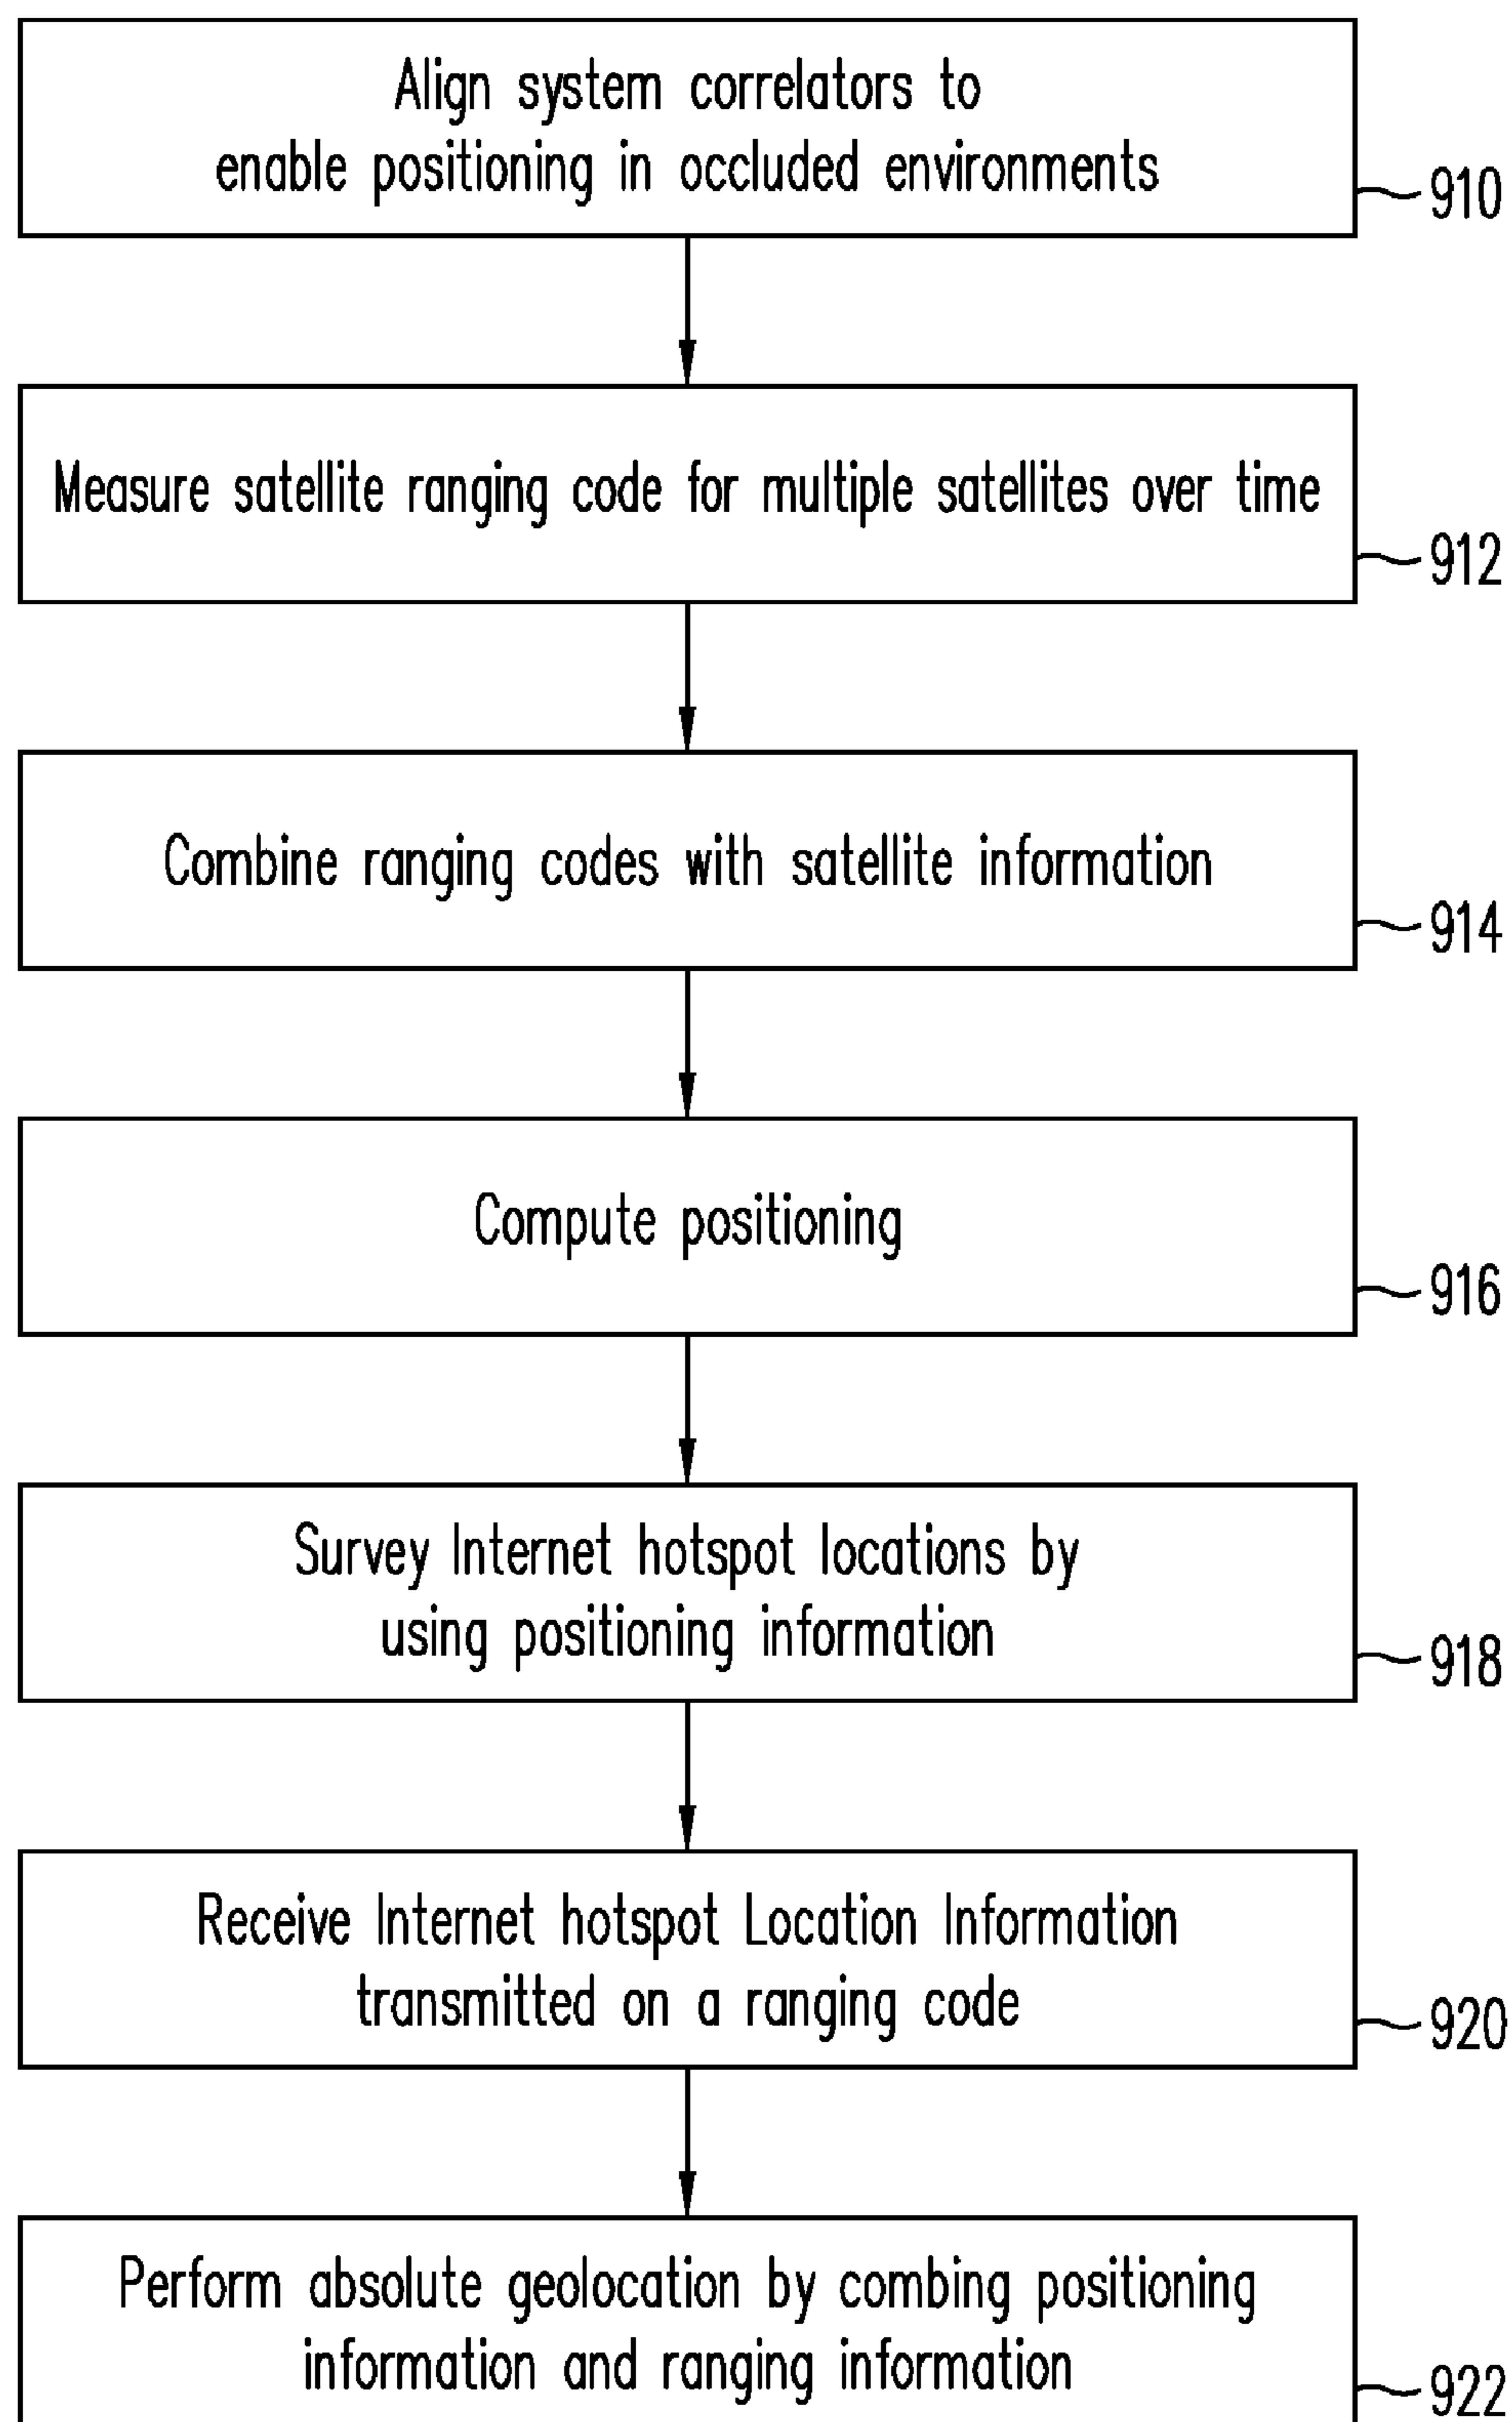 Align system correlators to
enable positioning in occluded environments
910
Measure satellite ranging code for multiple satellites over time
912
Combine ranging codes with satellite information
914
Compute positioning
916
Survey Internet hotspot locations by
using positioning information
918
Receive Internet hotspot Location Information
transmitted on a ranging code
920
Perform absolute geolocation by combing positioning
information and ranging information
922